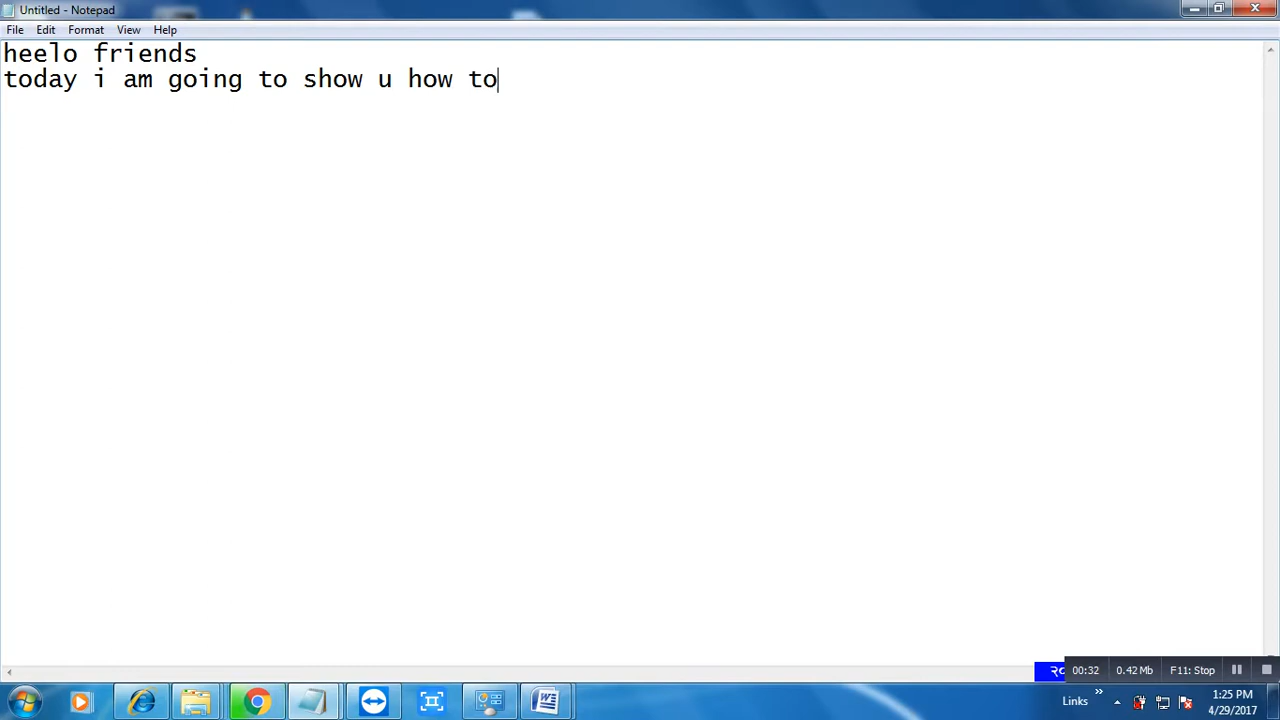 Untitled - Notepad
File Edit Format View Help
heelo friends
today i am going to show u how to
00:32 0.42 Mb F11: Stop
Links »
1:25 PM
4/29/2017